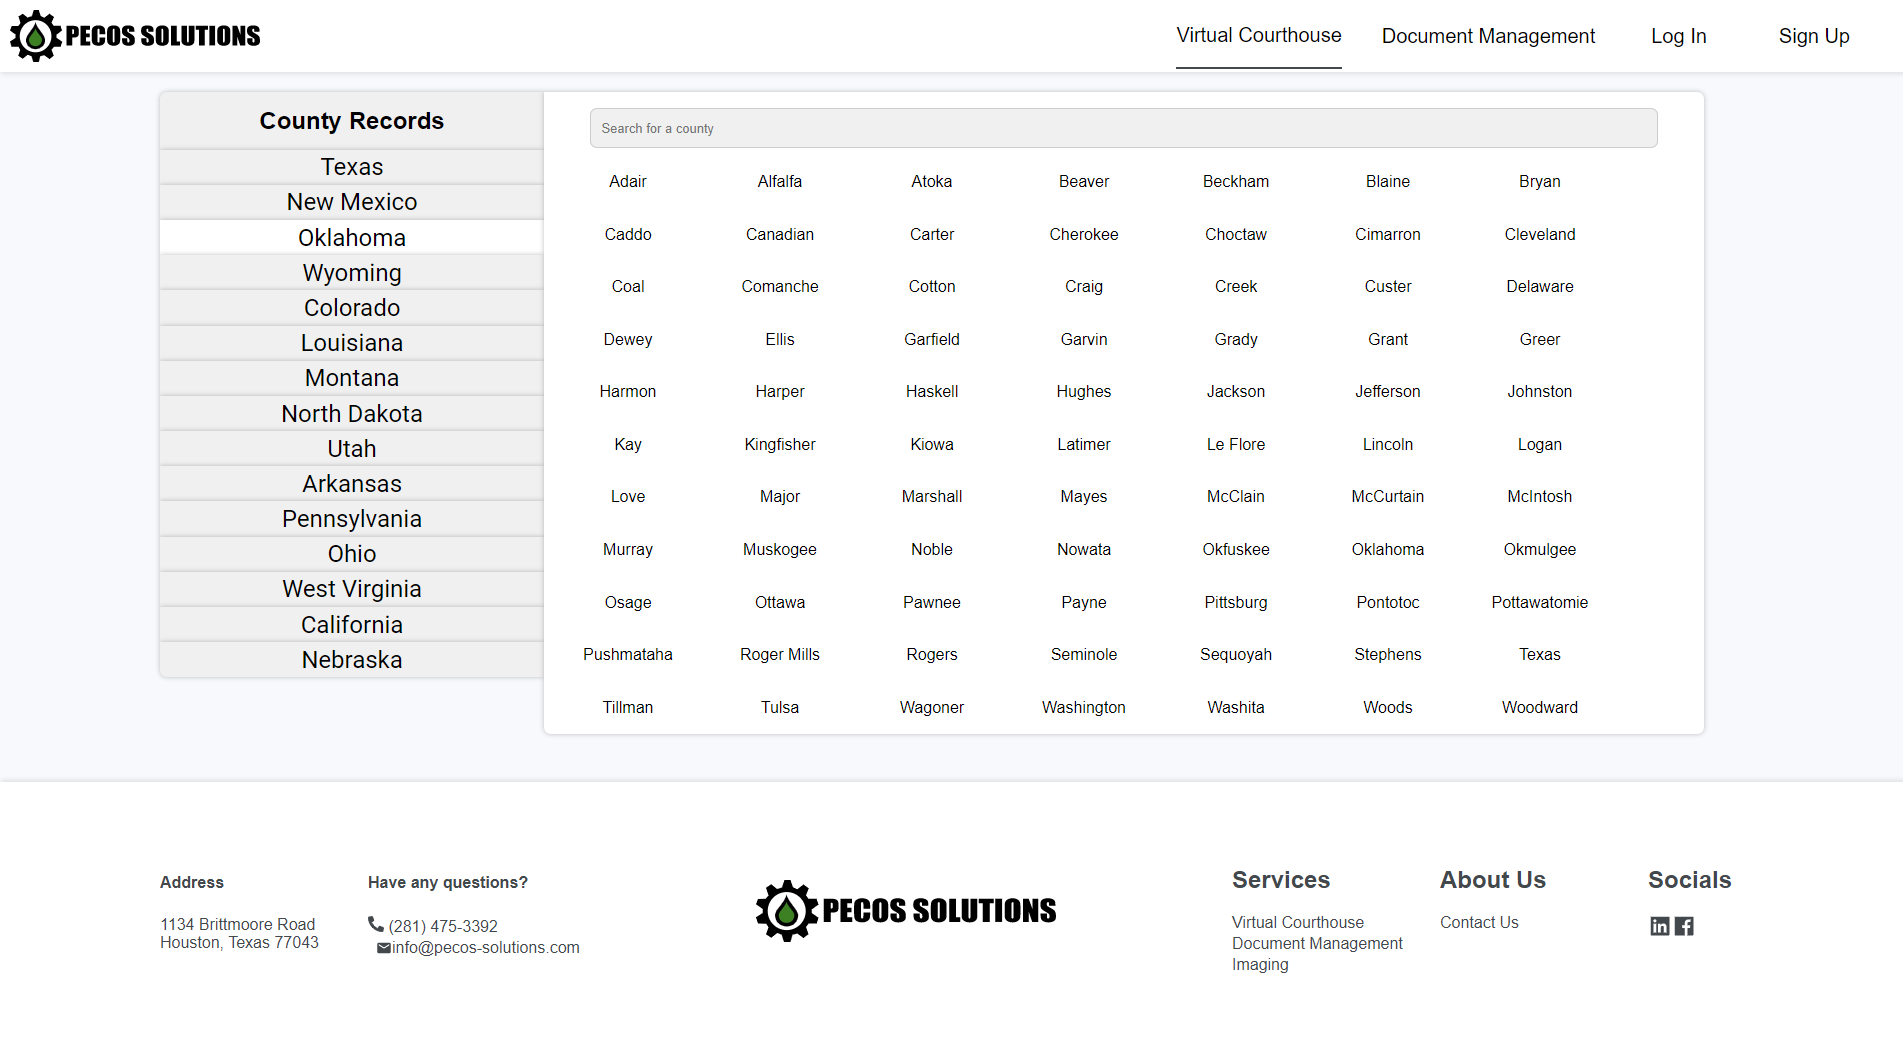 PECOS SOLUTIONS
Virtual Courthouse Document Management Log In Sign Up
County Records
Texas
New Mexico
Oklahoma
Wyoming
Colorado
Louisiana
Montana
North Dakota
Utah
Arkansas
Pennsylvania
Ohio
West Virginia
California
Nebraska
Search for a county
Adair Alfalfa Atoka Beaver Beckham Blaine Bryan
Caddo Canadian Carter Cherokee Choctaw Cimarron Cleveland
Coal Comanche Cotton Craig Creek Custer Delaware
Dewey Ellis Garfield Garvin Grady Grant Greer
Harmon Harper Haskell Hughes Jackson Jefferson Johnston
Kay Kingfisher Kiowa Latimer Le Flore Lincoln Logan
Love Major Marshall Mayes McClain McCurtain McIntosh
Murray Muskogee Noble Nowata Okfuskee Oklahoma Okmulgee
Osage Ottawa Pawnee Payne Pittsburg Pontotoc Pottawatomie
Pushmataha Roger Mills Rogers Seminole Sequoyah Stephens Texas
Tillman Tulsa Wagoner Washington Washita Woods Woodward
Address
1134 Brittmoore Road
Houston, Texas 77043
Have any questions?
(281) 475-3392
info@pecos-solutions.com
PECOS SOLUTIONS
Services
Virtual Courthouse
Document Management
Imaging
About Us
Contact Us
Socials